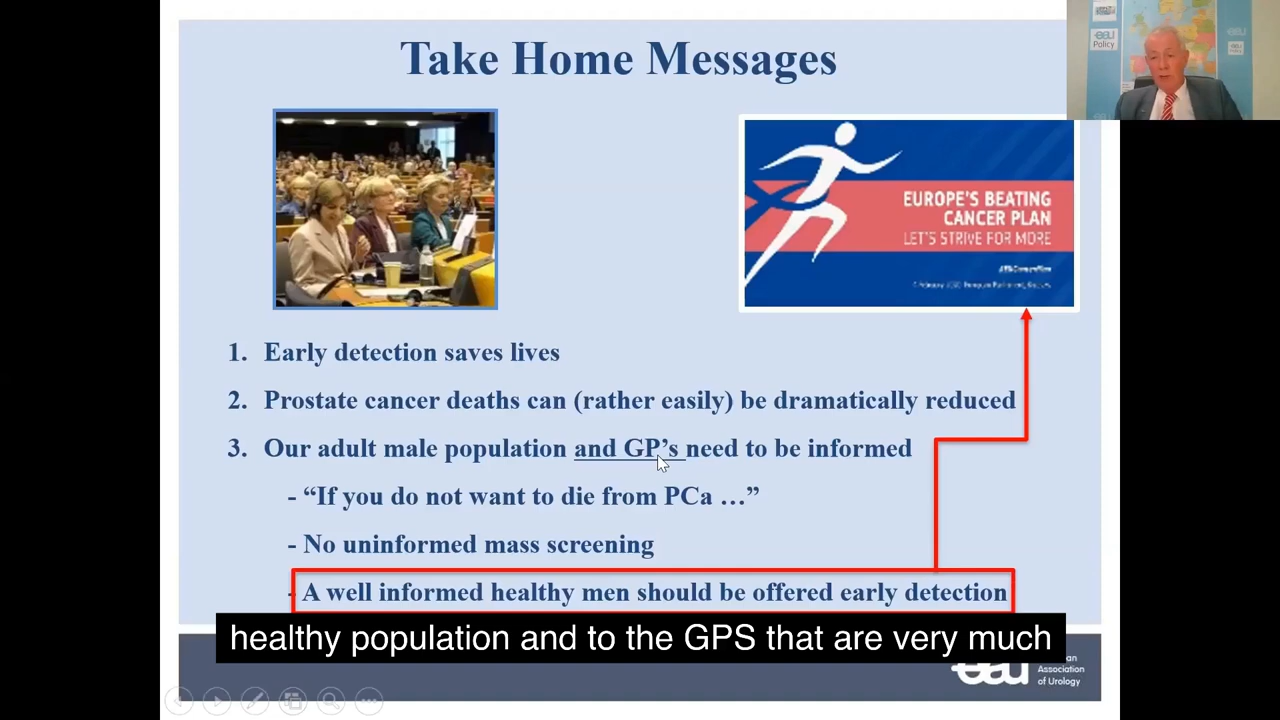 Take Home Messages
eau
Policy
EUROPE'S BEATING
CANCER PLAN
LET'S STRIVE FOR MORE
1. Early detection saves lives
2. Prostate cancer deaths can (rather easily) be dramatically reduced
3. Our adult male population and GP's need to be informed
- “If you do not want to die from PCa …”
- No uninformed mass screening
- A well informed healthy men should be offered early detection
healthy population and to the GPS that are very much
eau
Association
of Urology